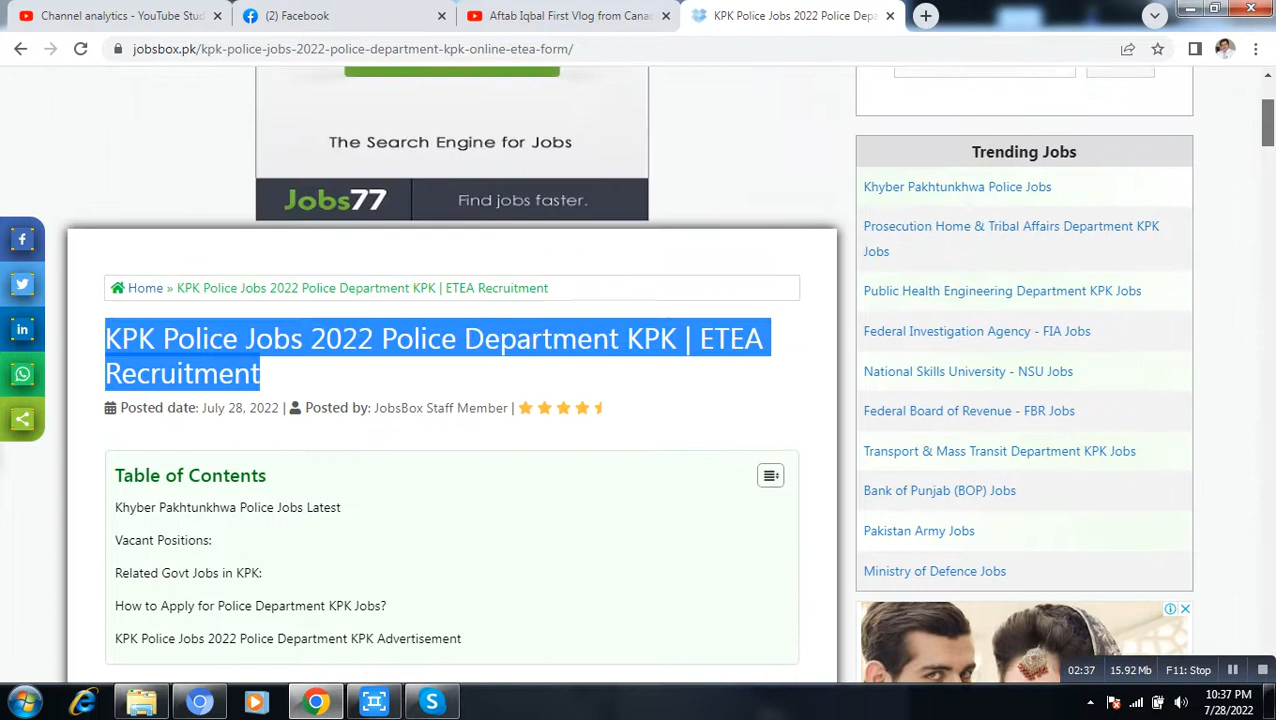 Channel analytics - YouTube Stud
(2) Facebook
Aftab Iqbal First Vlog from Canad
KPK Police Jobs 2022 Police Depa
jobsbox.pk/kpk-police-jobs-2022-police-department-kpk-online-etea-form/
The Search Engine for Jobs
Jobs77
Find jobs faster.
Home » KPK Police Jobs 2022 Police Department KPK | ETEA Recruitment
KPK Police Jobs 2022 Police Department KPK | ETEA
Recruitment
Posted date: July 28, 2022 | Posted by: JobsBox Staff Member |
Table of Contents
Khyber Pakhtunkhwa Police Jobs Latest
Vacant Positions:
Related Govt Jobs in KPK:
How to Apply for Police Department KPK Jobs?
KPK Police Jobs 2022 Police Department KPK Advertisement
Trending Jobs
Khyber Pakhtunkhwa Police Jobs
Prosecution Home & Tribal Affairs Department KPK
Jobs
Public Health Engineering Department KPK Jobs
Federal Investigation Agency - FIA Jobs
National Skills University - NSU Jobs
Federal Board of Revenue - FBR Jobs
Transport & Mass Transit Department KPK Jobs
Bank of Punjab (BOP) Jobs
Pakistan Army Jobs
Ministry of Defence Jobs
02:37
15.92 Mb
F11: Stop
10:37 PM
7/28/2022